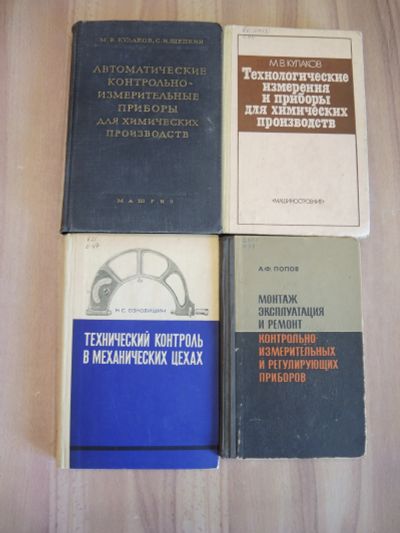 М. В. КУЛАКОВ, С. И. ЩЕПКИН
АВТОМАТИЧЕСКИЕ
КОНТРОЛЬНО-
ИЗМЕРИТЕЛЬНЫЕ
ПРИБОРЫ
ДЛЯ ХИМИЧЕСКИХ
ПРОИЗВОДСТВ
МАШГИЗ
М.В.КУЛАКОВ
Технологические
измерения
и приборы
для химических
производств
«МАШИНОСТРОЕНИЕ»
ТЕХНИЧЕСКИЙ КОНТРОЛЬ
В МЕХАНИЧЕСКИХ ЦЕХАХ
А.Ф. ПОПОВ
МОНТАЖ
ЭКСПЛУАТАЦИЯ
И РЕМОНТ
КОНТРОЛЬНО-
ИЗМЕРИТЕЛЬНЫХ
И РЕГУЛИРУЮЩИХ
ПРИБОРОВ